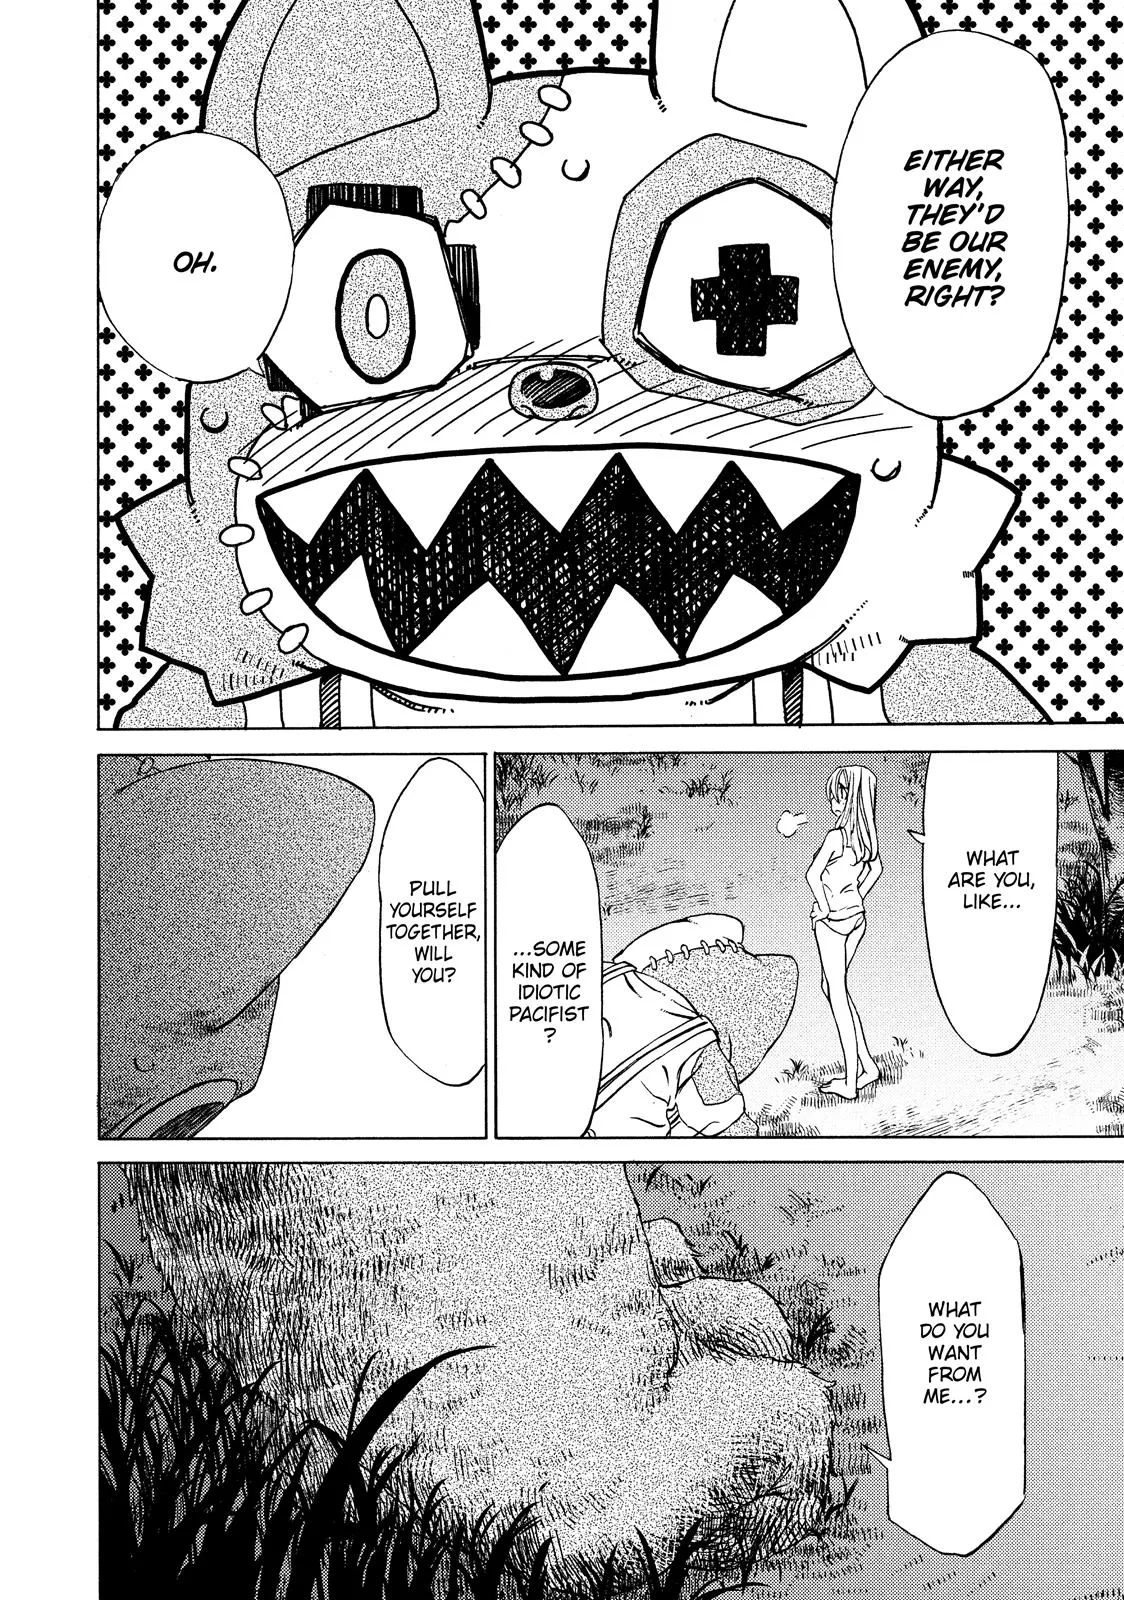 EITHER
WAY,
THEY'D
BE OUR
ENEMY,
RIGHT?
OH.
WHAT
ARE YOU,
LIKE...
...SOME
KIND OF
IDIOTIC
PACIFIST
?
PULL
YOURSELF
TOGETHER,
WILL
YOU?
WHAT
DO YOU
WANT
FROM
ME...?